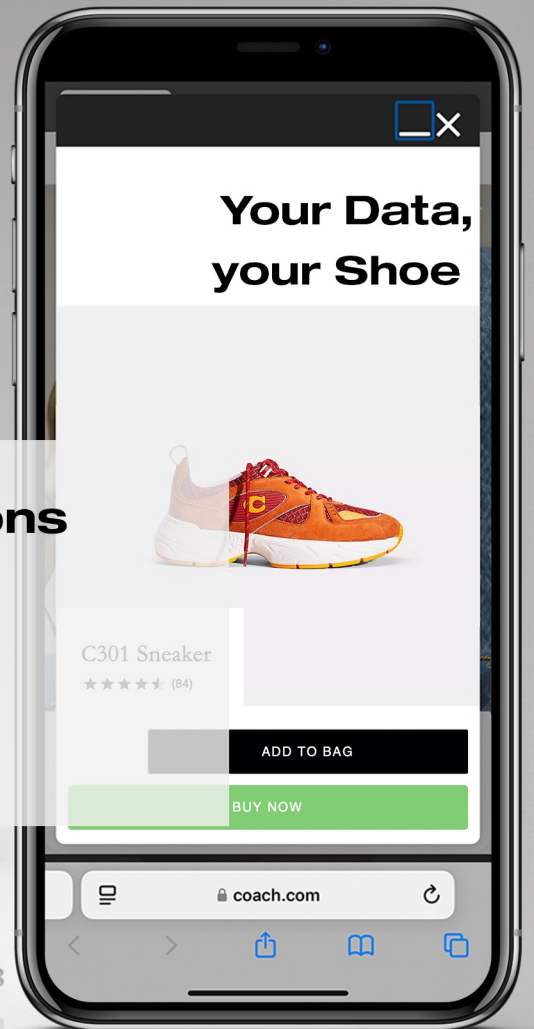 Your Data,
your Shoe
ons
C
C301 Sneaker
(84)
ADD TO BAG
BUY NOW
coach.com